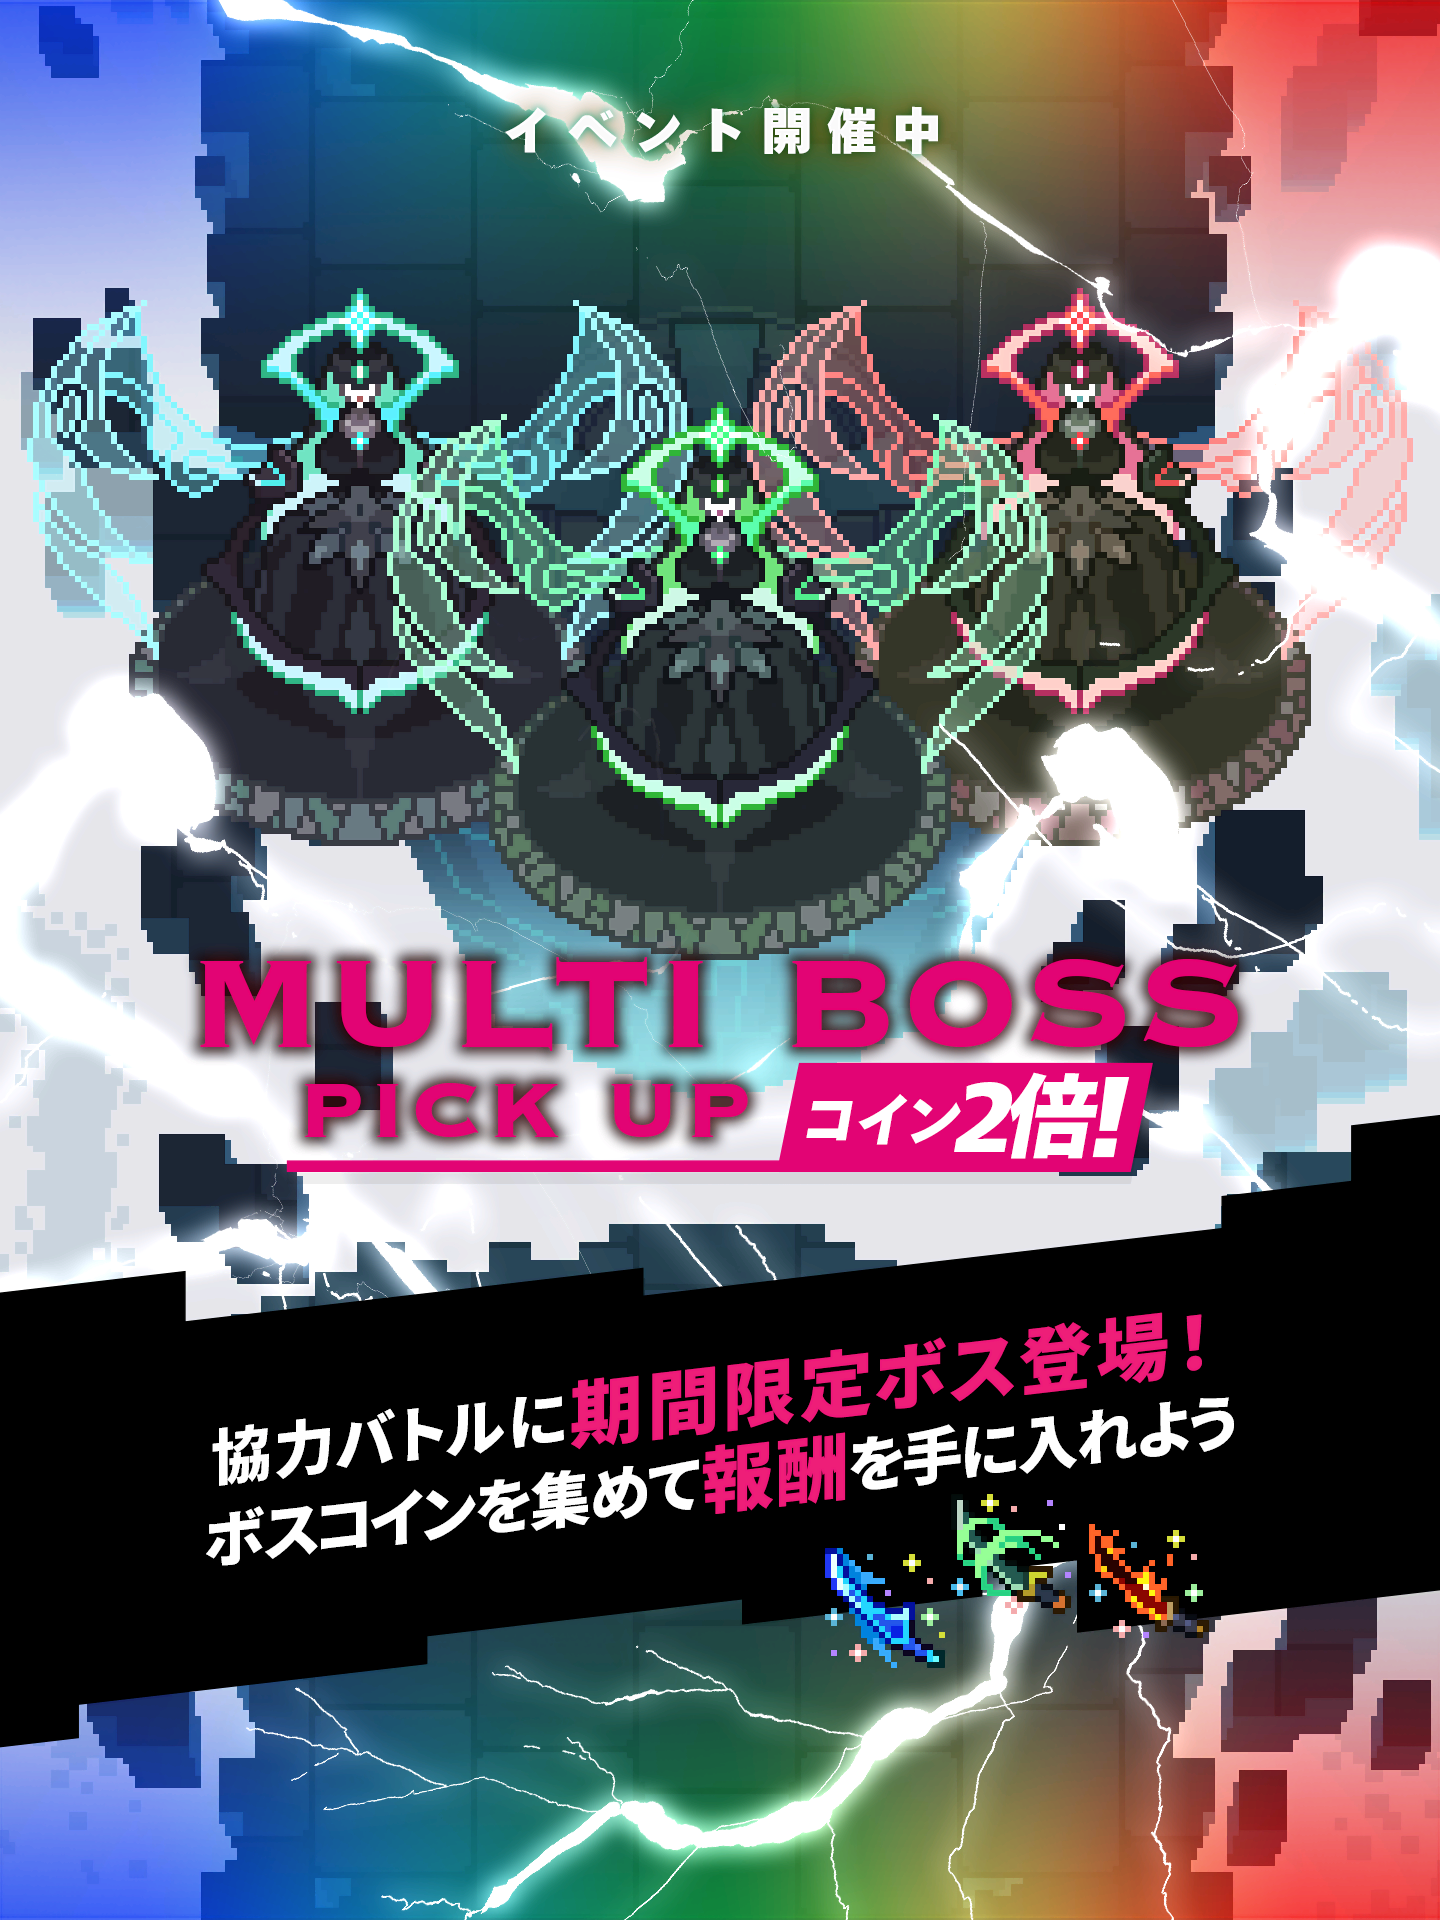 イベント開催中
MULTI BOSS
PICK UP コイン2倍!
協力バトルに期間限定ボス登場！
ボスコインを集めて報酬を手に入れよう